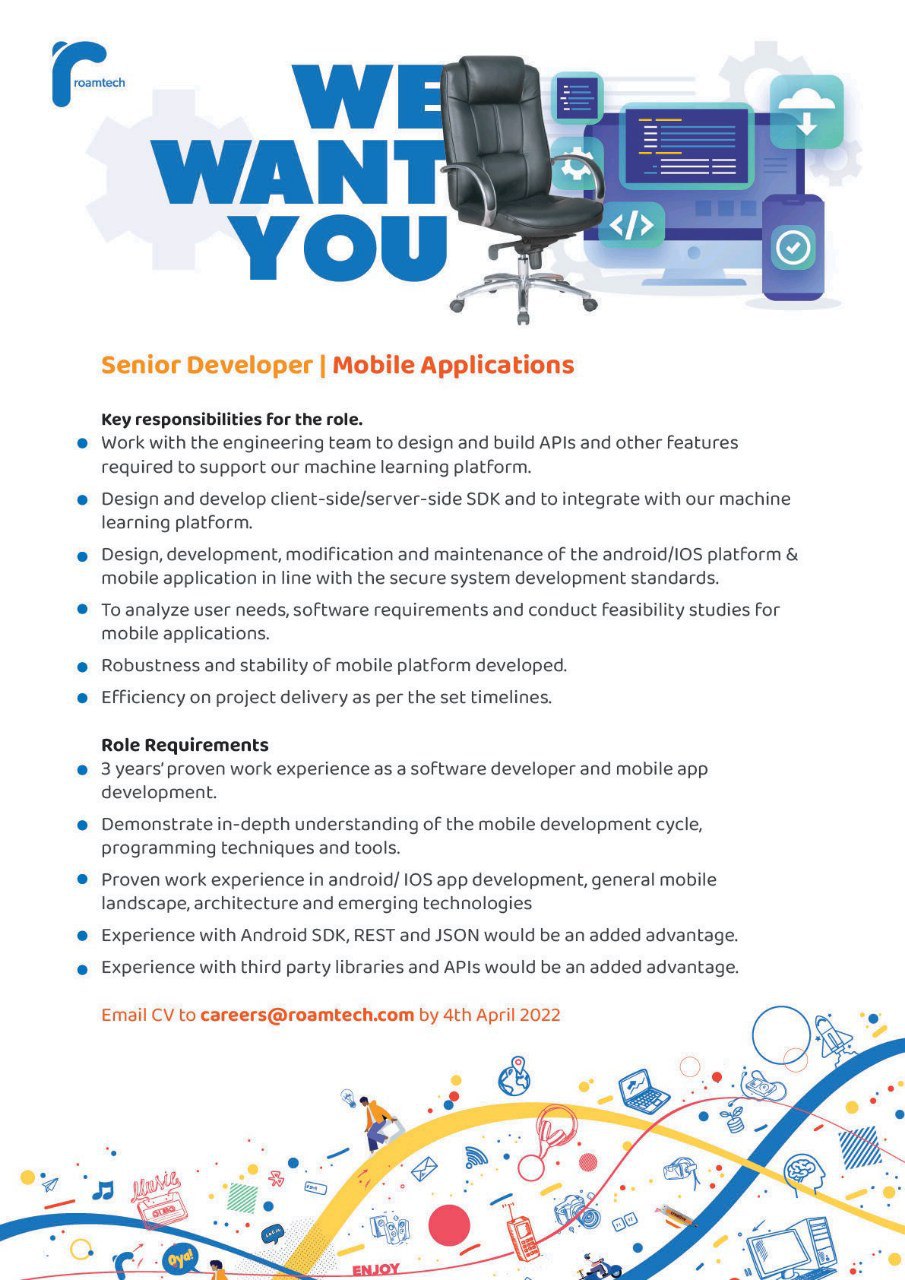 roamtech
WE
WANT
YOU
</>
Senior Developer | Mobile Applications
Key responsibilities for the role.
Work with the engineering team to design and build APIs and other features
required to support our machine learning platform.
Design and develop client-side/server-side SDK and to integrate with our machine
learning platform.
Design, development, modification and maintenance of the android/IOS platform &
mobile application in line with the secure system development standards.
To analyze user needs, software requirements and conduct feasibility studies for
mobile applications.
Robustness and stability of mobile platform developed.
Efficiency on project delivery as per the set timelines.
Role Requirements
3 years’ proven work experience as a software developer and mobile app
development.
Demonstrate in-depth understanding of the mobile development cycle,
programming techniques and tools.
Proven work experience in android/ IOS app development, general mobile
landscape, architecture and emerging technologies
Experience with Android SDK, REST and JSON would be an added advantage.
Experience with third party libraries and APIs would be an added advantage.
Email CV to careers@roamtech.com by 4th April 2022
Music
Oya!
ENJOY